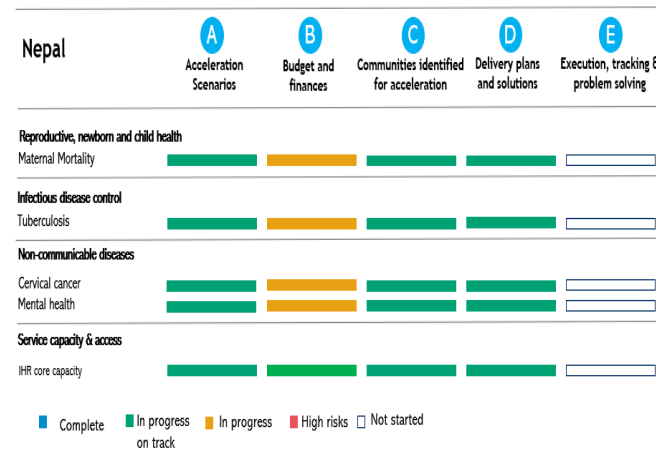 Nepal
A
B
C
D
E
Acceleration
Scenarios
Budget and
finances
Communities identified
for acceleration
Delivery plans
and solutions
Execution, tracking &
problem solving
Reproductive, newborn and child health
Maternal Mortality
Infectious disease control
Tuberculosis
Non-communicable diseases
Cervical cancer
Mental health
Service capacity & access
IHR core capacity
Complete
In progress
on track
In progress
High risks
Not started